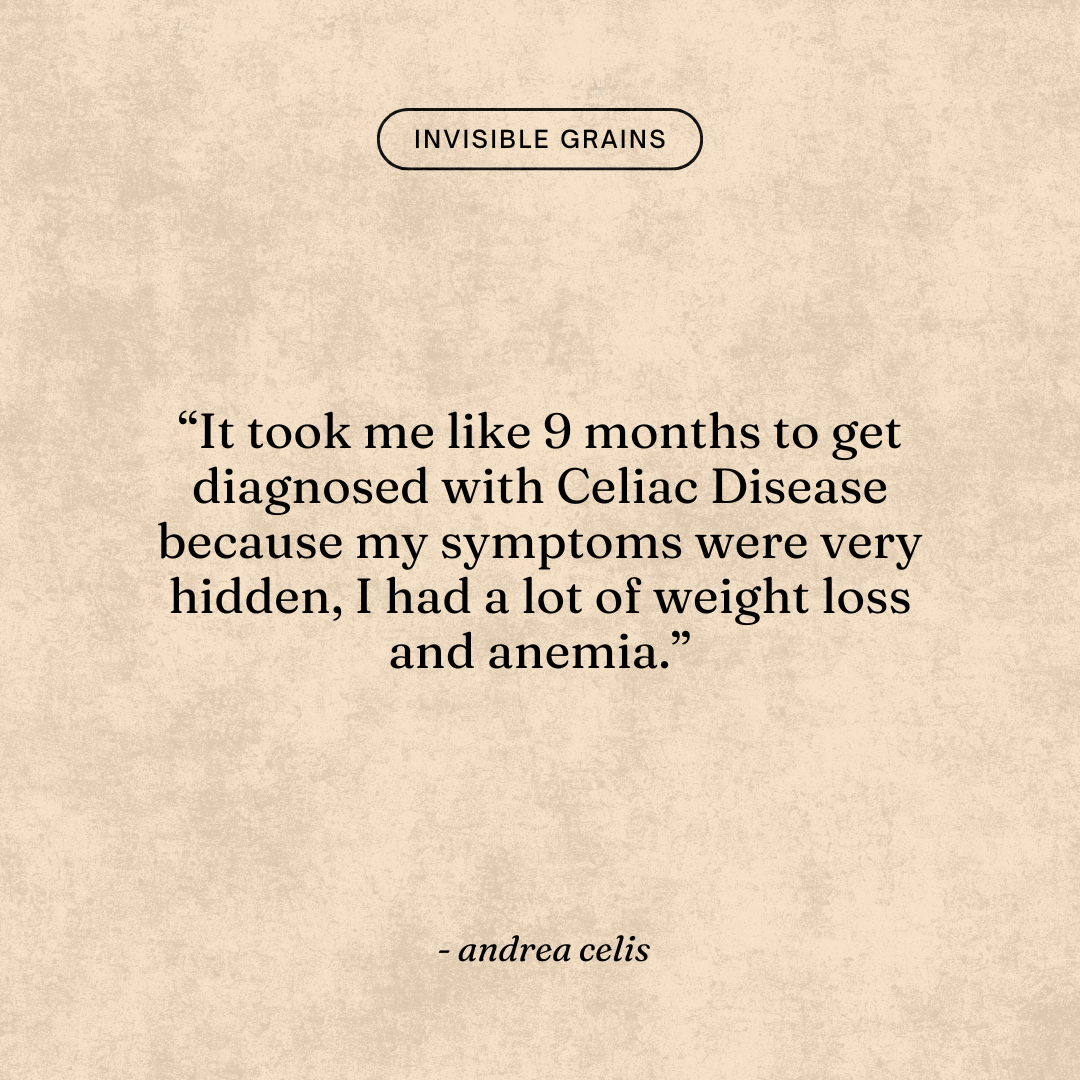 INVISIBLE GRAINS
“It took me like 9 months to get
diagnosed with Celiac Disease
because my symptoms were very
hidden, I had a lot of weight loss
and anemia.”
- andrea celis